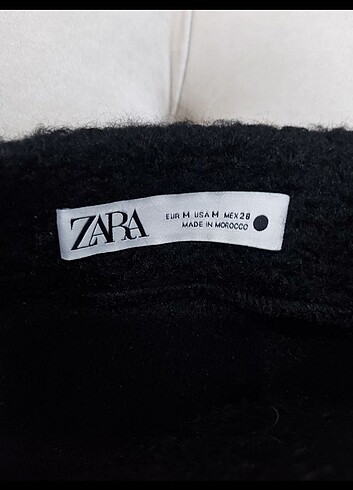 ZARA
EUR M USA M MEX 28
MADE IN MOROCCO